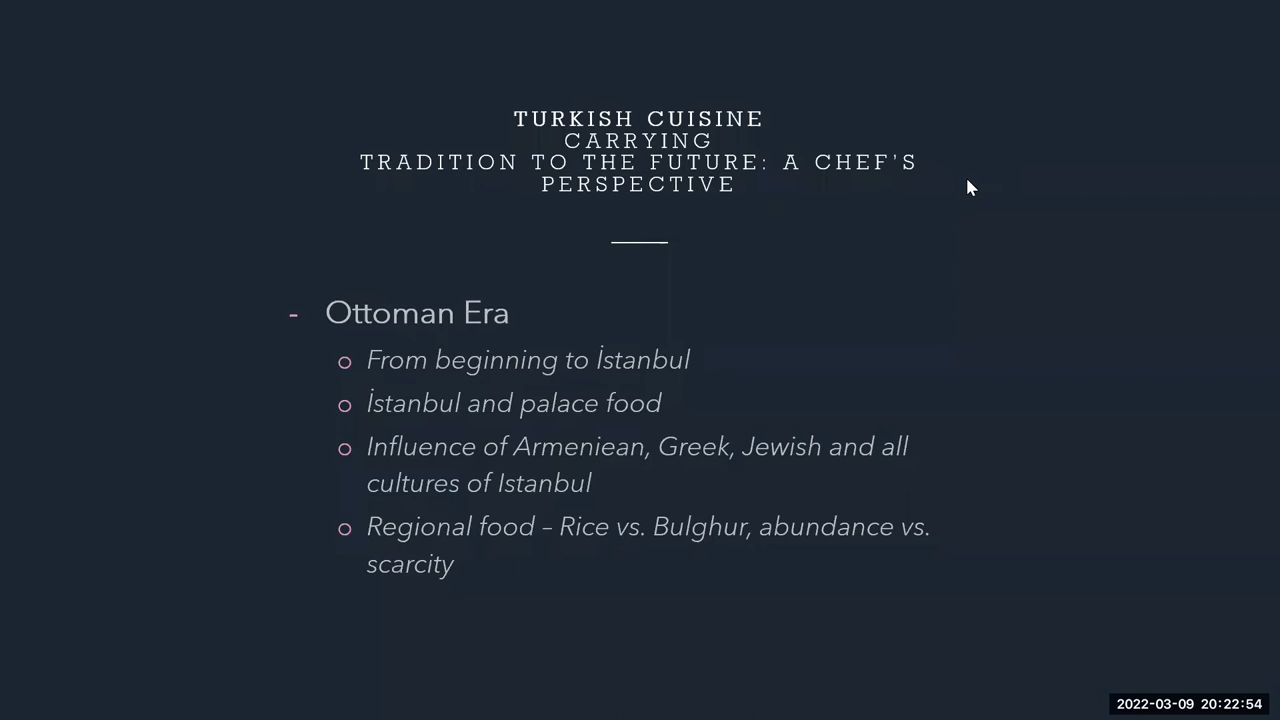 TURKISH CUISINE
CARRYING
TRADITION TO THE FUTURE: A CHEF'S
PERSPECTIVE
- Ottoman Era
o From beginning to İstanbul
o İstanbul and palace food
o Influence of Armeniean, Greek, Jewish and all
cultures of Istanbul
o Regional food – Rice vs. Bulghur, abundance vs.
scarcity
2022-03-09 20:22:54